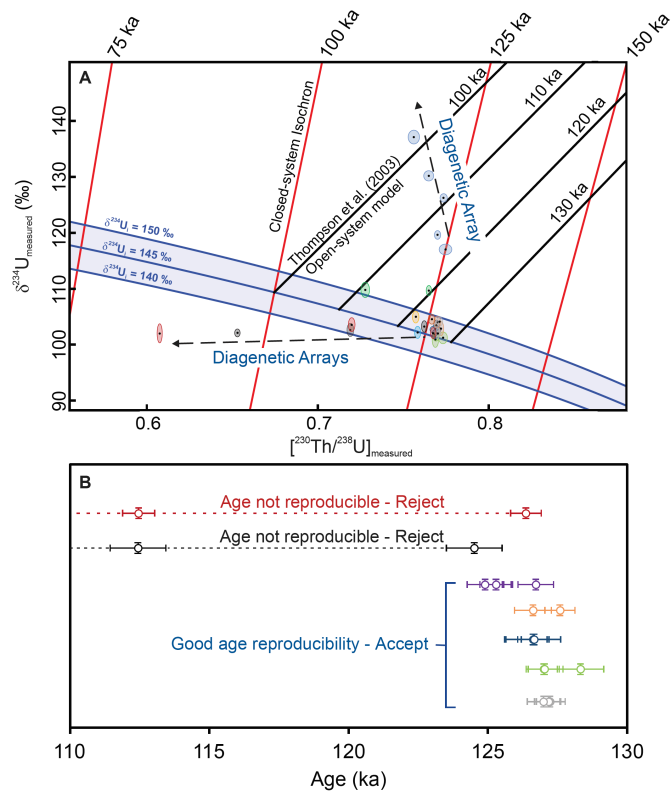 75 ka
100 ka
125 ka
150 ka
A
140
130
120
110
100
90
δ²³⁴U measured (‰)
Closed-system Isochron
Thompson et al. (2003)
Open-system model
100 ka
110 ka
120 ka
130 ka
Diagenetic Array
δ²³⁴Uᵢ = 150 ‰
δ²³⁴Uᵢ = 145 ‰
δ²³⁴Uᵢ = 140 ‰
Diagenetic Arrays
0.6
0.7
0.8
[²³⁰Th/²³⁸U]measured
B
Age not reproducible - Reject
Age not reproducible - Reject
Good age reproducibility - Accept
110
115
120
125
130
Age (ka)